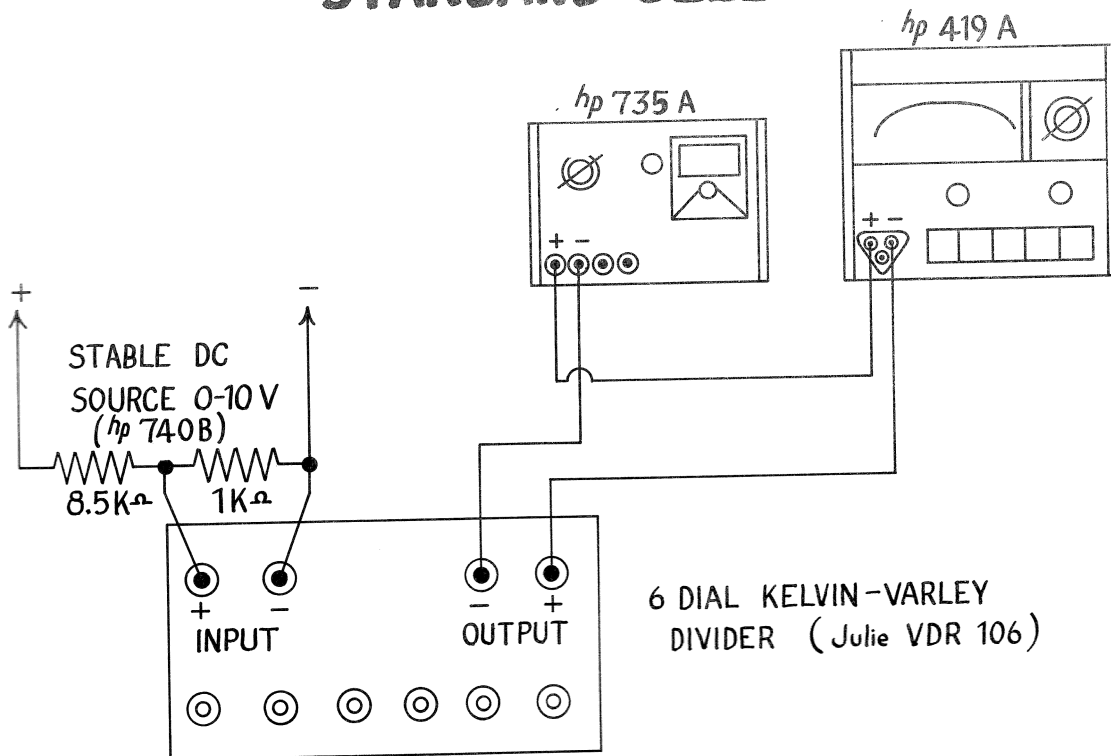 hp 419 A
hp 735 A
+ -
+ -
+
-
STABLE DC
SOURCE 0-10 V
(hp 740B)
8.5KΩ
1KΩ
+ -
INPUT
- +
OUTPUT
6 DIAL KELVIN-VARLEY
DIVIDER (Julie VDR 106)